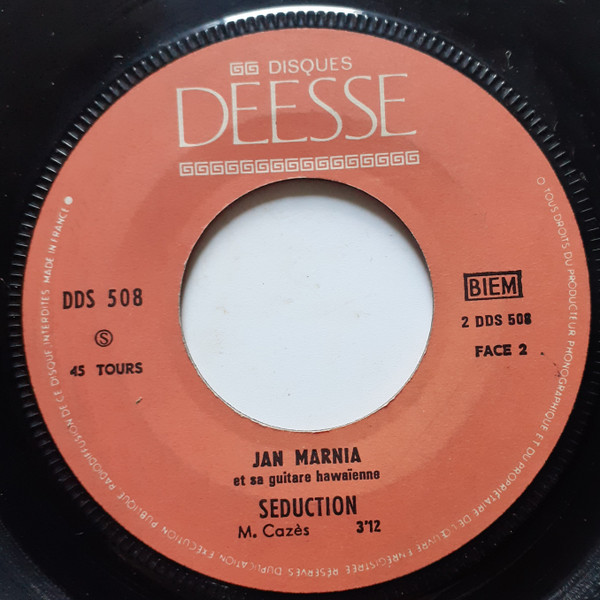 DISQUES
DEESSE
DDS 508
S
45 TOURS
BIEM
2 DDS 508
FACE 2
JAN MARNIA
et sa guitare hawaïenne
SEDUCTION
M. Cazès 3'12
O TOUS DROITS DU PRODUCTEUR PHONOGRAPHIQUE ET DU PROPRIÉTAIRE DE L'ŒUVRE ENREGISTRÉE RÉSERVÉS. DUPLICATION, EXÉCUTION PUBLIQUE RADIODIFFUSION DE CE DISQUE INTERDITES. MADE IN FRANCE